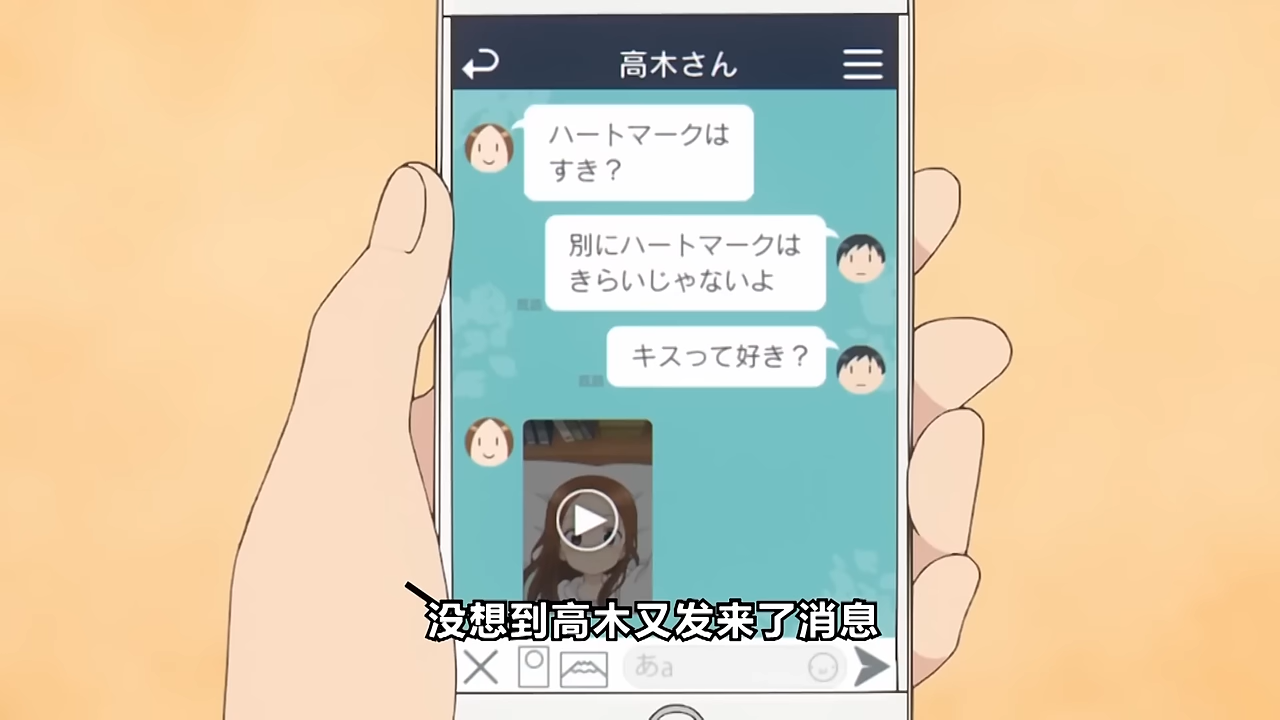 高木さん
ハートマークは
すき？
別にハートマークは
きらいじゃないよ
キスって好き？
没想到高木又发来了消息
あa